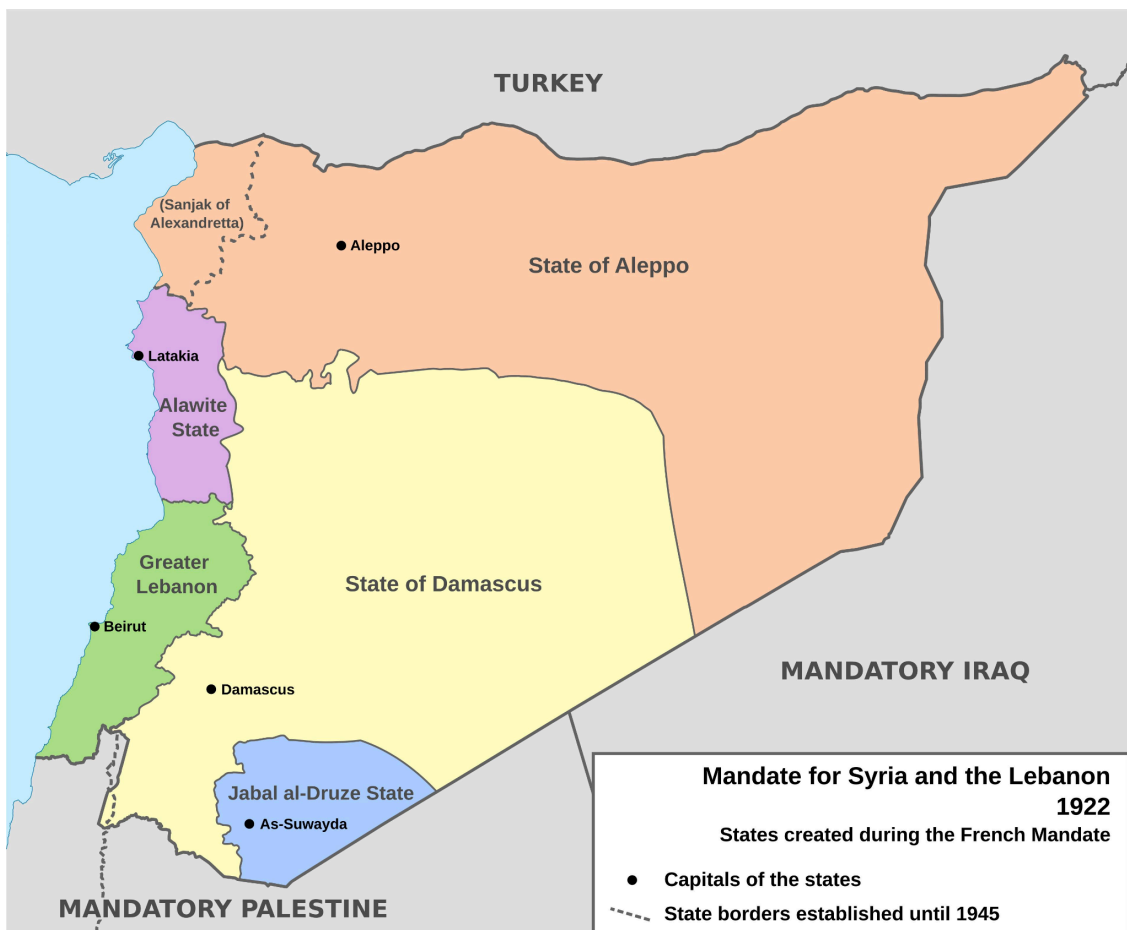 TURKEY
(Sanjak of
Alexandretta)
Aleppo
State of Aleppo
Latakia
Alawite
State
Greater
Lebanon
State of Damascus
Beirut
MANDATORY IRAQ
Damascus
Jabal al-Druze State
As-Suwayda
MANDATORY PALESTINE
Mandate for Syria and the Lebanon
1922
States created during the French Mandate
Capitals of the states
State borders established until 1945